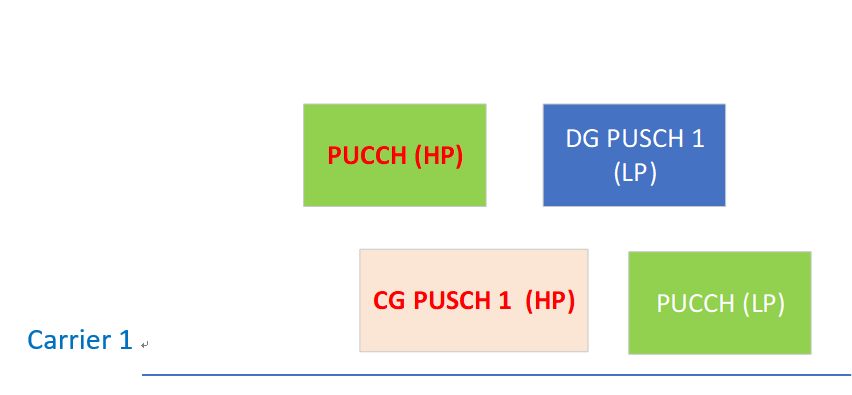 PUCCH (HP)
DG PUSCH 1
(LP)
CG PUSCH 1  (HP)
PUCCH (LP)
Carrier 1